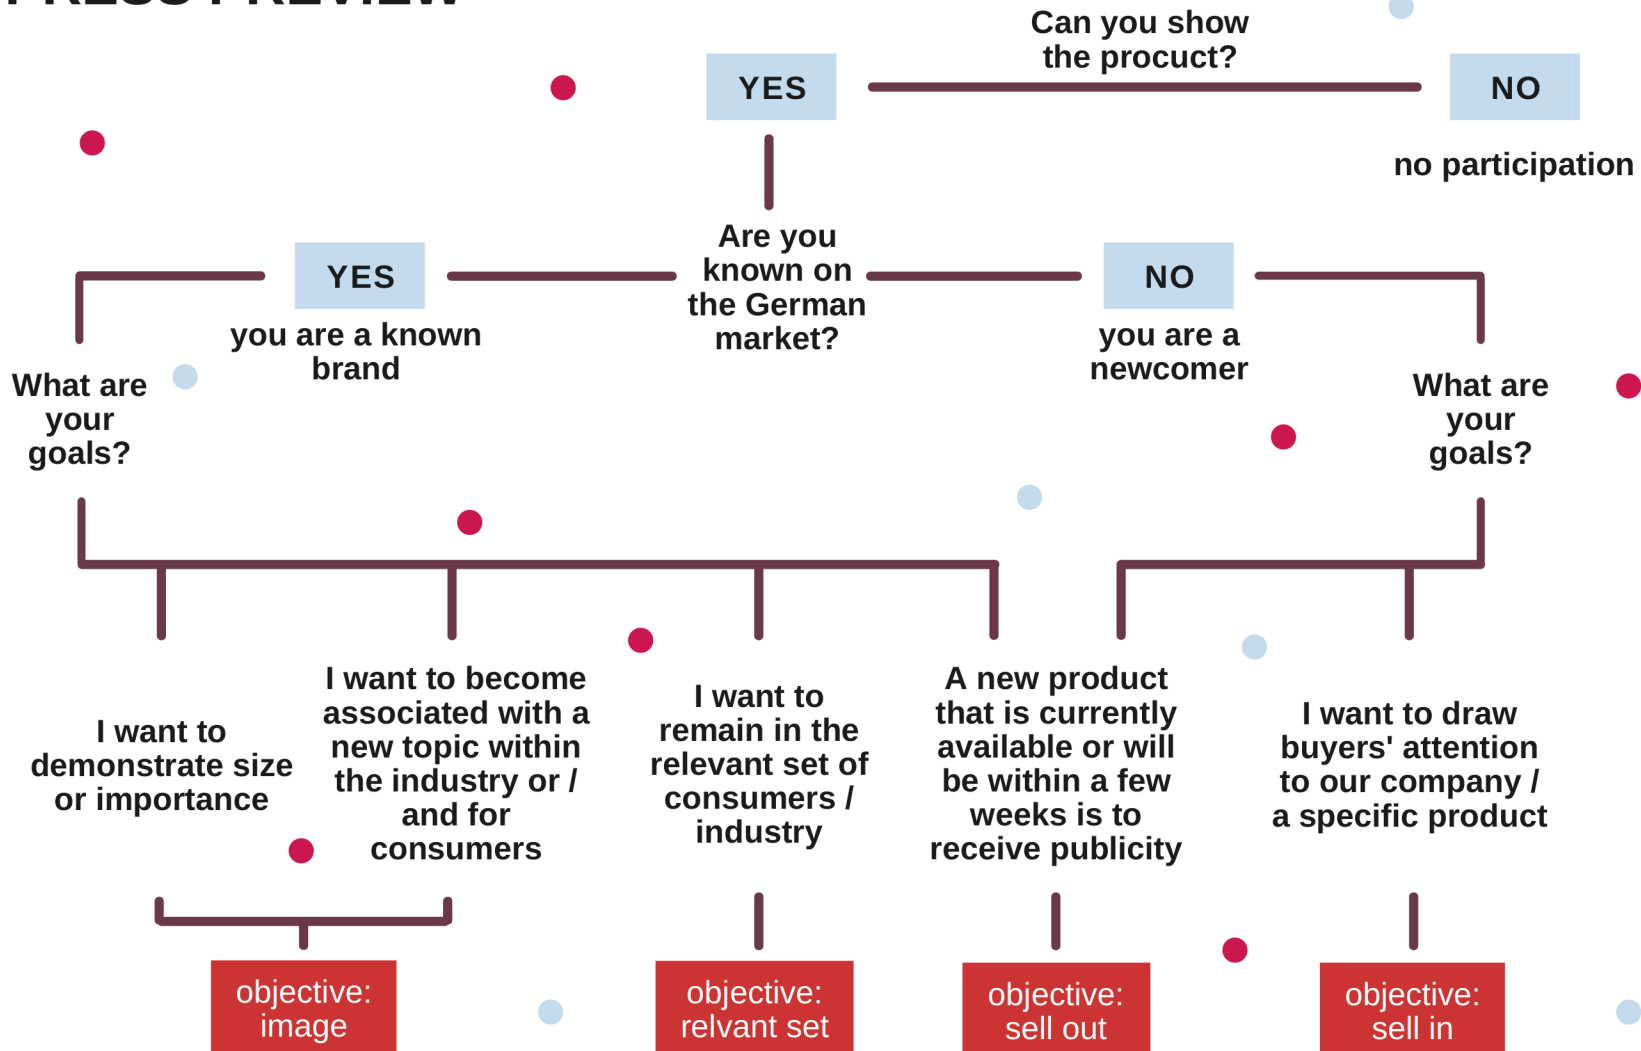 PRESS PREVIEW
Can you show
the procuct?
YES
NO
no participation
Are you
known on
the German
market?
YES
you are a known
brand
NO
you are a
newcomer
What are
your
goals?
What are
your
goals?
I want to
demonstrate size
or importance
I want to become
associated with a
new topic within
the industry or /
and for
consumers
I want to
remain in the
relevant set of
consumers /
industry
A new product
that is currently
available or will
be within a few
weeks is to
receive publicity
I want to draw
buyers' attention
to our company /
a specific product
objective:
image
objective:
relvant set
objective:
sell out
objective:
sell in